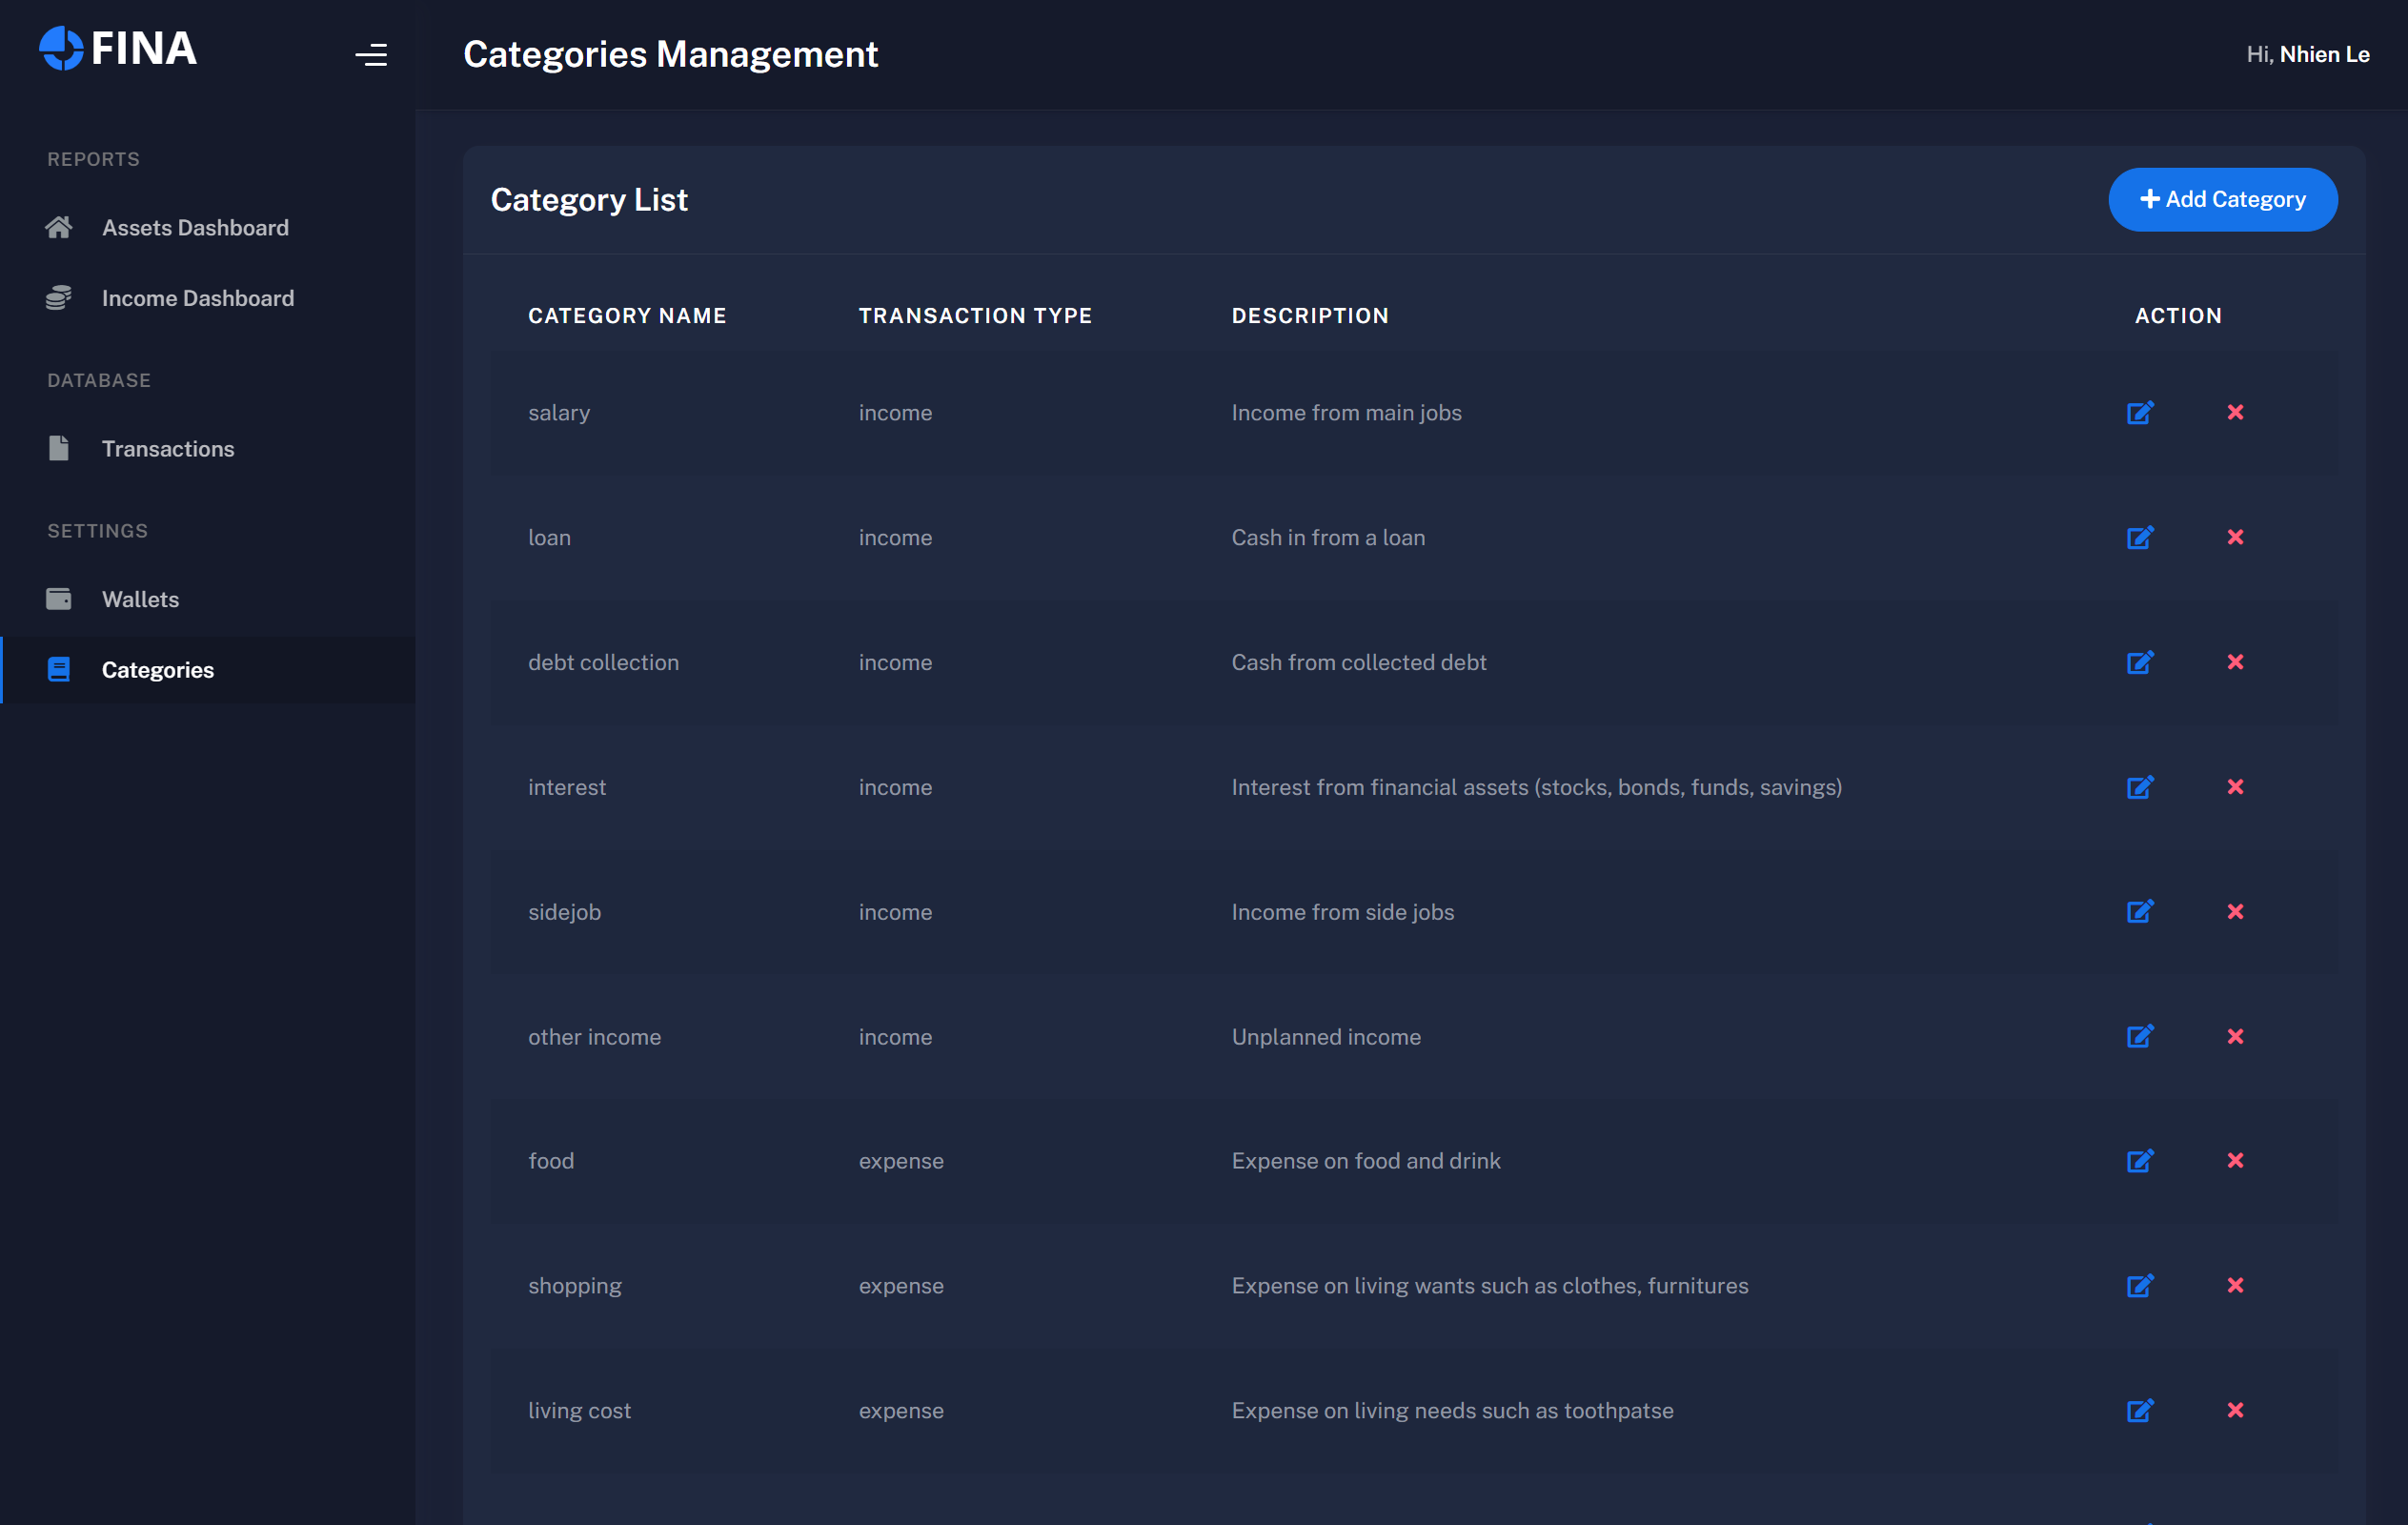 FINA
Categories Management
Hi, Nhien Le
REPORTS
Assets Dashboard
Income Dashboard
DATABASE
Transactions
SETTINGS
Wallets
Categories
Category List
Add Category
CATEGORY NAME TRANSACTION TYPE DESCRIPTION ACTION
salary income Income from main jobs
loan income Cash in from a loan
debt collection income Cash from collected debt
interest income Interest from financial assets (stocks, bonds, funds, savings)
sidejob income Income from side jobs
other income income Unplanned income
food expense Expense on food and drink
shopping expense Expense on living wants such as clothes, furnitures
living cost expense Expense on living needs such as toothpatse